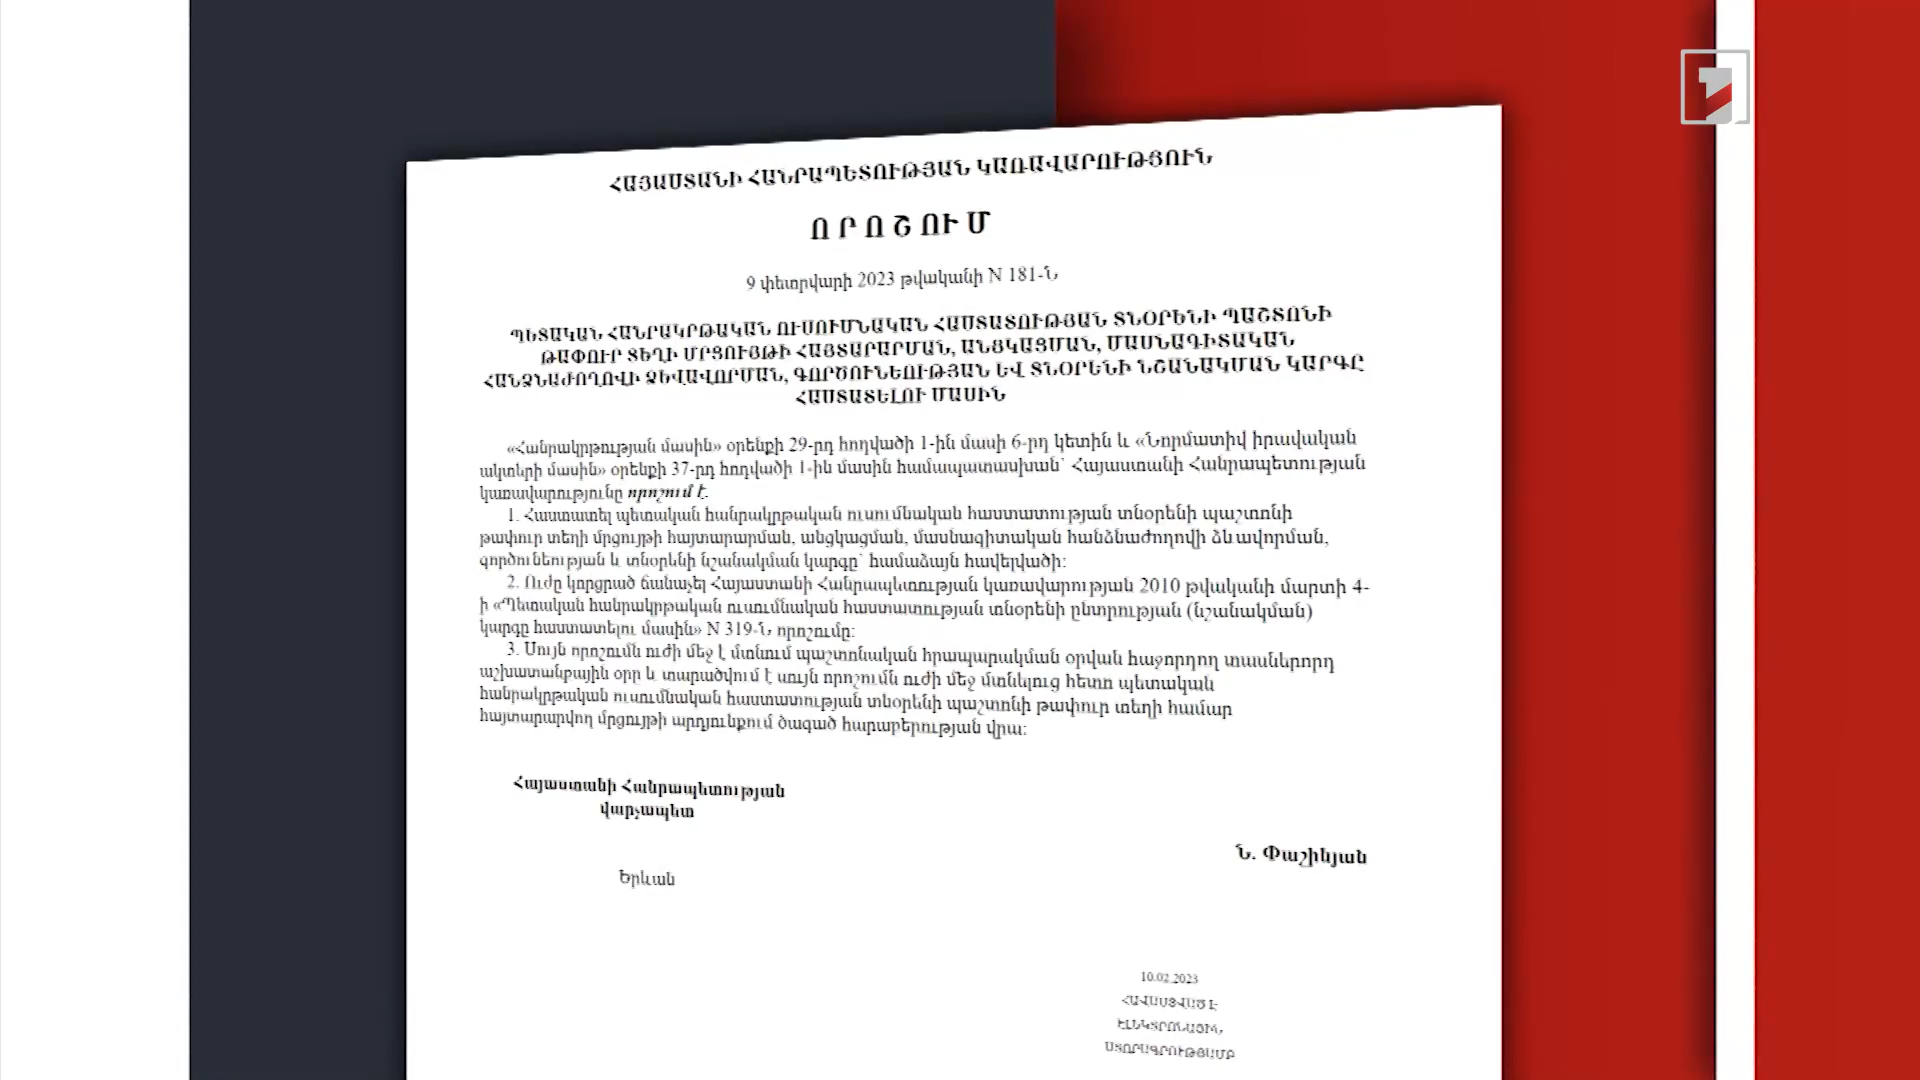 ՀԱՅԱՍՏԱՆԻ ՀԱՆՐԱՊԵՏՈՒԹՅԱՆ ԿԱՌԱՎԱՐՈՒԹՅՈՒՆ
Ո Ր Ո Շ ՈՒ Մ
9 փետրվարի 2023 թվականի N 181-Ն
ՊԵՏԱԿԱՆ ՀԱՆՐԱԿՐԹԱԿԱՆ ՈՒՍՈՒՄՆԱԿԱՆ ՀԱՍՏԱՏՈՒԹՅԱՆ ՏՆՕՐԵՆԻ ՊԱՇՏՈՆԻ
ԹԱՓՈՒՐ ՏԵՂԻ ՄՐՑՈՒՅԹԻ ՀԱՅՏԱՐԱՐՄԱՆ, ԱՆՑԿԱՑՄԱՆ, ՄԱՍՆԱԳԻՏԱԿԱՆ
ՀԱՆՁՆԱԺՈՂՈՎԻ ՁԵՎԱՎՈՐՄԱՆ, ԳՈՐԾՈՒՆԵՈՒԹՅԱՆ ԵՎ ՏՆՕՐԵՆԻ ՆՇԱՆԱԿՄԱՆ ԿԱՐԳԸ
ՀԱՍՏԱՏԵԼՈՒ ՄԱՍԻՆ
«Հանրակրթության մասին» օրենքի 29-րդ հոդվածի 1-ին մասի 6-րդ կետին և «Նորմատիվ իրավական
ակտերի մասին» օրենքի 37-րդ հոդվածի 1-ին մասին համապատասխան` Հայաստանի Հանրապետության
կառավարությունը որոշում է.
1. Հաստատել պետական հանրակրթական ուսումնական հաստատության տնօրենի պաշտոնի
թափուր տեղի մրցույթի հայտարարման, անցկացման, մասնագիտական հանձնաժողովի ձևավորման,
գործունեության և տնօրենի նշանակման կարգը` համաձայն հավելվածի:
2. Ուժը կորցրած ճանաչել Հայաստանի Հանրապետության կառավարության 2010 թվականի մարտի 4-
ի «Պետական հանրակրթական ուսումնական հաստատության տնօրենի ընտրության (նշանակման)
կարգը հաստատելու մասին» N 319-Ն որոշումը:
3. Սույն որոշումն ուժի մեջ է մտնում պաշտոնական հրապարակման օրվան հաջորդող տասներորդ
աշխատանքային օրը և տարածվում է սույն որոշումն ուժի մեջ մտնելուց հետո պետական
հանրակրթական ուսումնական հաստատության տնօրենի պաշտոնի թափուր տեղի համար
հայտարարվող մրցույթի արդյունքում ծագած հարաբերության վրա:
Հայաստանի Հանրապետության
վարչապետ
Ն. Փաշինյան
Երևան
10.02.2023
ՀԱՎԱՍՏՎԱԾ Է
ԷԼԵԿՏՐՈՆԱՅԻՆ
ՍՏՈՐԱԳՐՈՒԹՅԱՄԲ